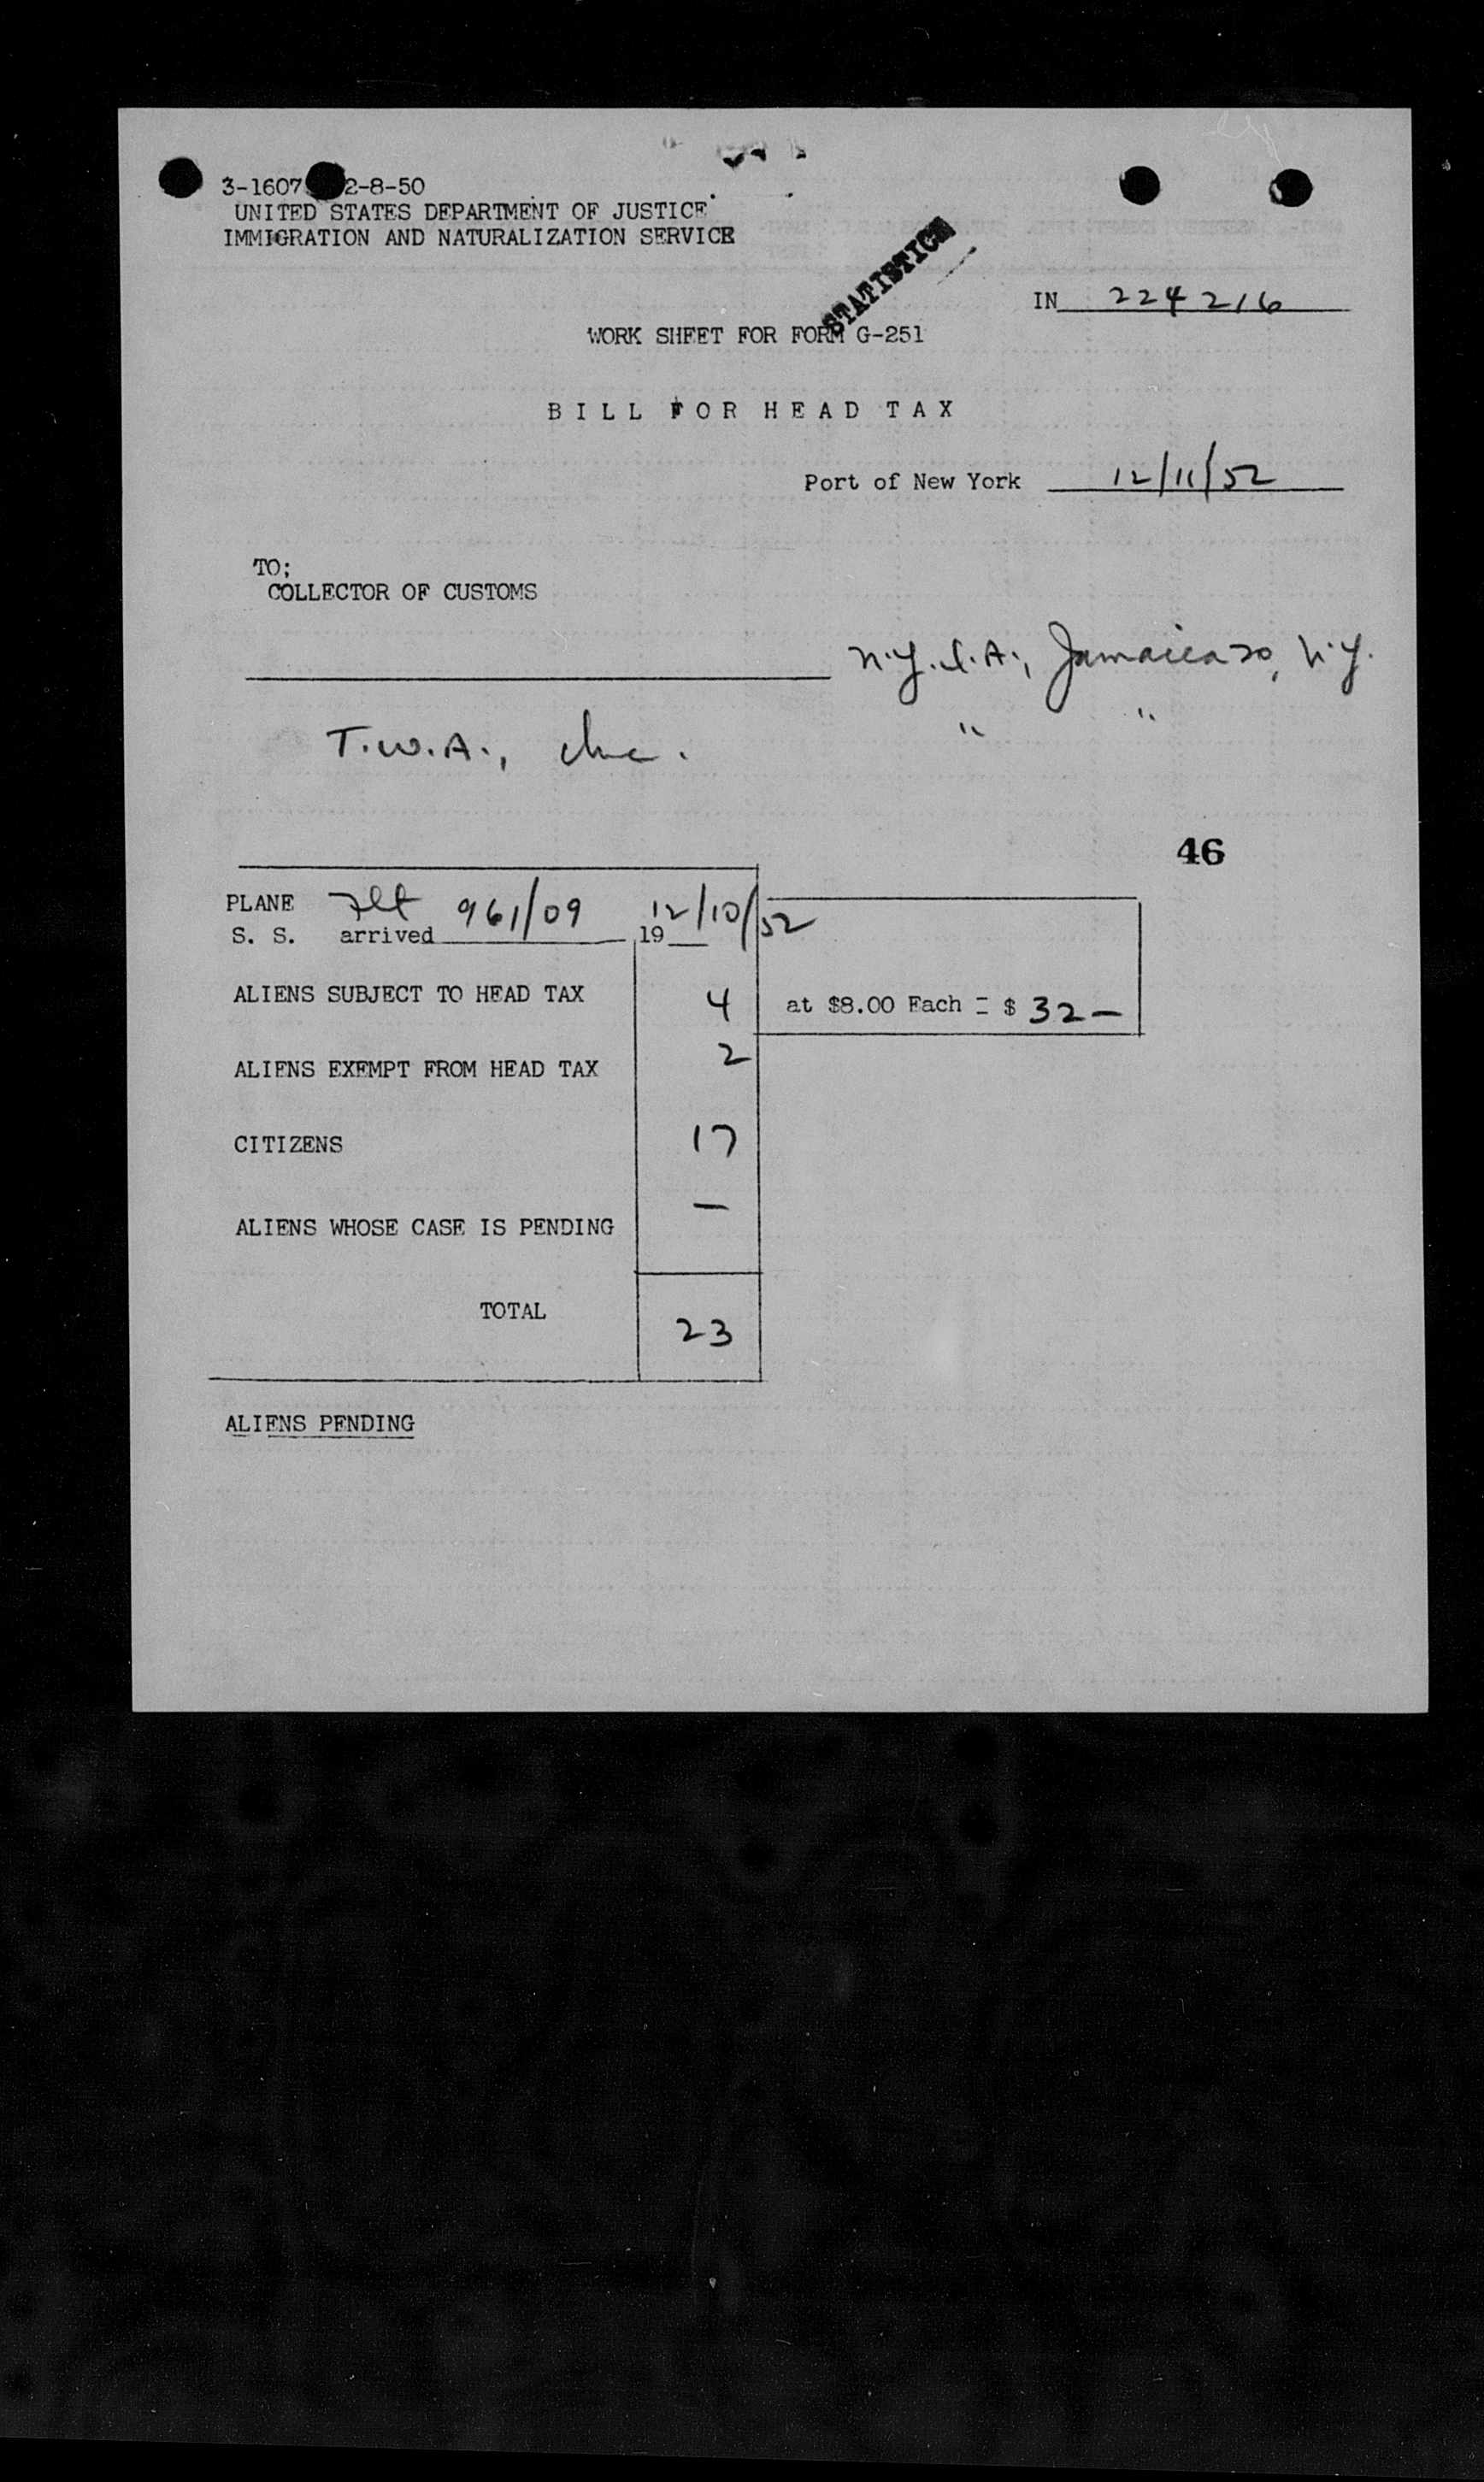 3-1607 2-8-50
UNITED STATES DEPARTMENT OF JUSTICE
IMMIGRATION AND NATURALIZATION SERVICE
STATISTICS
IN 224216
WORK SHEET FOR FORM G-251
BILL FOR HEAD TAX
Port of New York 12/11/52
TO;
COLLECTOR OF CUSTOMS
N.Y.I.A., Jamaica 30, N.Y.
T.W.A., Inc. " "
46
PLANE Flt 961/09 12/10/52
S. S. arrived 19
ALIENS SUBJECT TO HEAD TAX 4 at $8.00 Each = $ 32 —
ALIENS EXEMPT FROM HEAD TAX 2
CITIZENS 17
ALIENS WHOSE CASE IS PENDING —
TOTAL 23
ALIENS PENDING